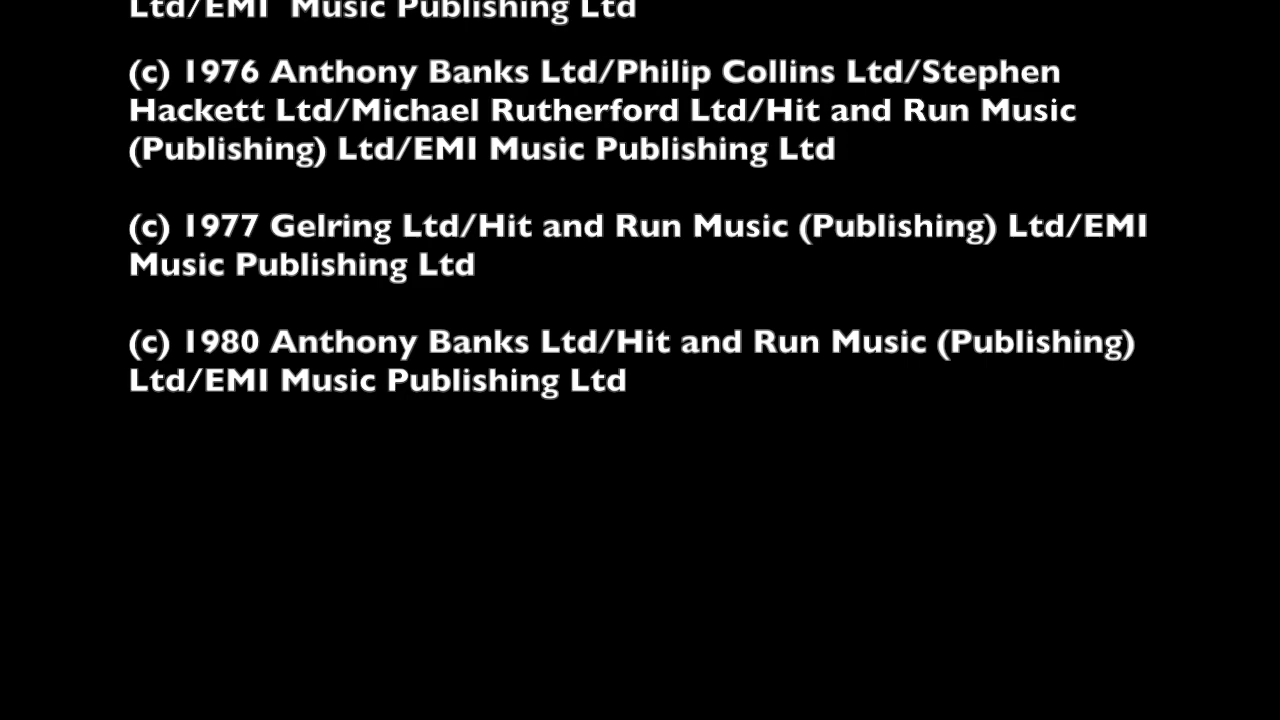 Ltd/EMI  Music Publishing Ltd
(c) 1976 Anthony Banks Ltd/Philip Collins Ltd/Stephen
Hackett Ltd/Michael Rutherford Ltd/Hit and Run Music
(Publishing) Ltd/EMI Music Publishing Ltd
(c) 1977 Gelring Ltd/Hit and Run Music (Publishing) Ltd/EMI
Music Publishing Ltd
(c) 1980 Anthony Banks Ltd/Hit and Run Music (Publishing)
Ltd/EMI Music Publishing Ltd